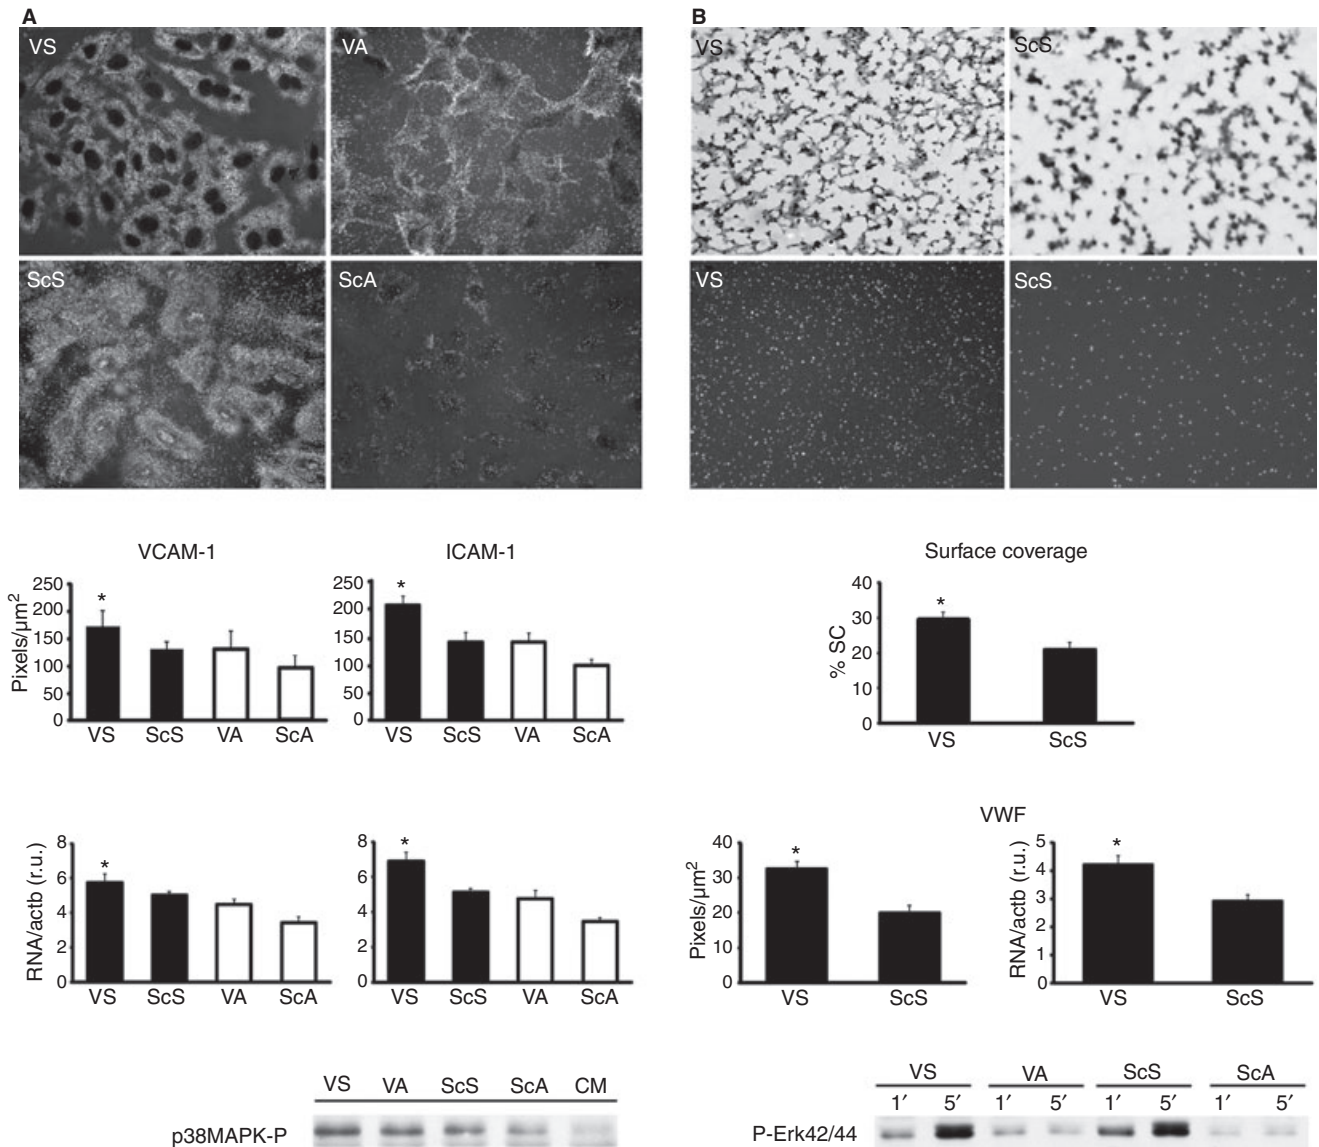 A
B
VS
VA
ScS
ScA
VS
ScS
VS
ScS
VCAM-1
Pixels/µm²
250
200
150
100
50
0
VS ScS VA ScA
ICAM-1
250
200
150
100
50
0
VS ScS VA ScA
Surface coverage
% SC
40
30
20
10
0
VS ScS
*
*
*
RNA/actb (r.u.)
8
6
4
2
0
VS ScS VA ScA
*
8
6
4
2
0
VS ScS VA ScA
*
VWF
Pixels/µm²
40
30
20
10
0
VS ScS
*
RNA/actb (r.u.)
5
4
3
2
1
0
VS ScS
*
VS VA ScS ScA CM
p38MAPK-P
VS VA ScS ScA
1′ 5′ 1′ 5′ 1′ 5′ 1′ 5′
P-Erk42/44